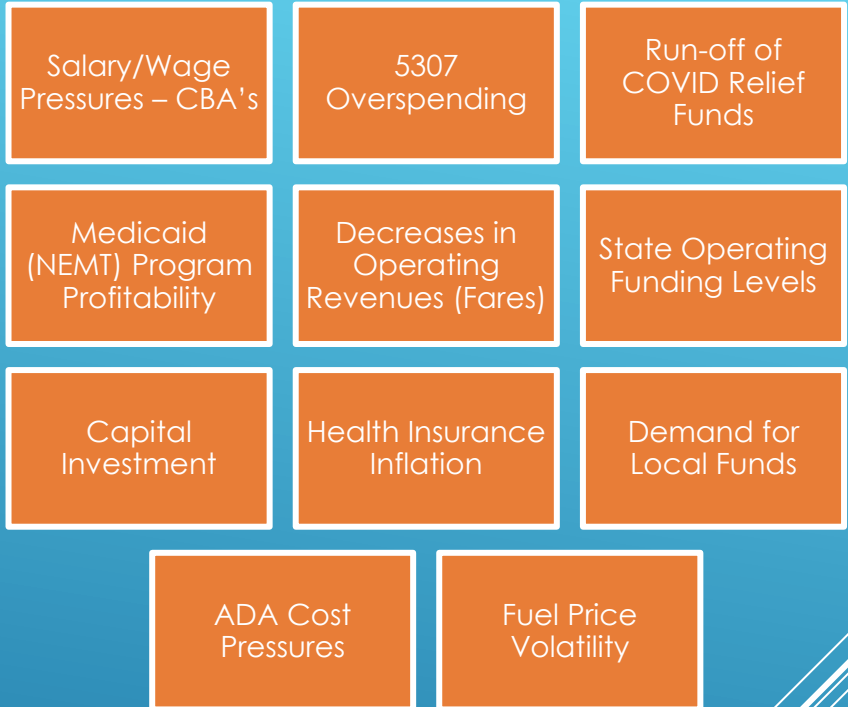 Salary/Wage
Pressures – CBA's
5307
Overspending
Run-off of
COVID Relief
Funds
Medicaid
(NEMT) Program
Profitability
Decreases in
Operating
Revenues (Fares)
State Operating
Funding Levels
Capital
Investment
Health Insurance
Inflation
Demand for
Local Funds
ADA Cost
Pressures
Fuel Price
Volatility